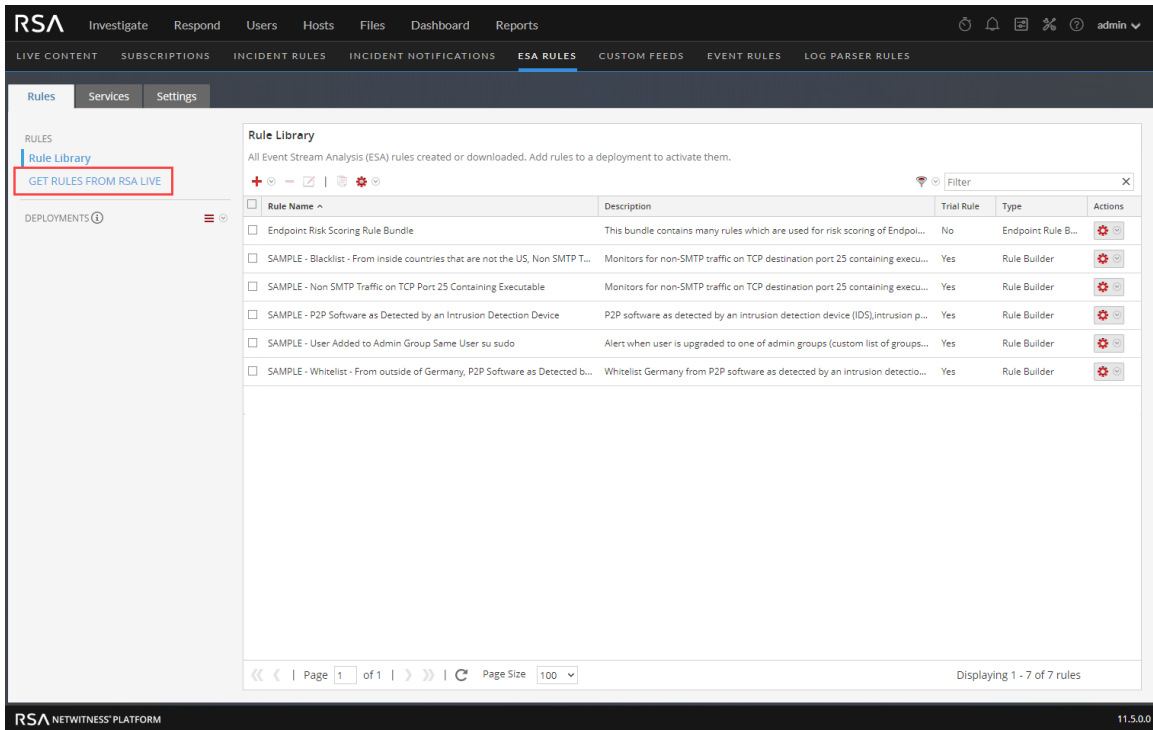 RSA Investigate Respond Users Hosts Files Dashboard Reports admin
LIVE CONTENT SUBSCRIPTIONS INCIDENT RULES INCIDENT NOTIFICATIONS ESA RULES CUSTOM FEEDS EVENT RULES LOG PARSER RULES
Rules Services Settings
RULES
Rule Library
GET RULES FROM RSA LIVE
DEPLOYMENTS
Rule Library
All Event Stream Analysis (ESA) rules created or downloaded. Add rules to a deployment to activate them.
Filter
Rule Name Description Trial Rule Type Actions
Endpoint Risk Scoring Rule Bundle This bundle contains many rules which are used for risk scoring of Endpoi... No Endpoint Rule B...
SAMPLE - Blacklist - From inside countries that are not the US, Non SMTP T... Monitors for non-SMTP traffic on TCP destination port 25 containing execu... Yes Rule Builder
SAMPLE - Non SMTP Traffic on TCP Port 25 Containing Executable Monitors for non-SMTP traffic on TCP destination port 25 containing execu... Yes Rule Builder
SAMPLE - P2P Software as Detected by an Intrusion Detection Device P2P software as detected by an intrusion detection device (IDS),intrusion p... Yes Rule Builder
SAMPLE - User Added to Admin Group Same User su sudo Alert when user is upgraded to one of admin groups (custom list of groups... Yes Rule Builder
SAMPLE - Whitelist - From outside of Germany, P2P Software as Detected b... Whitelist Germany from P2P software as detected by an intrusion detectio... Yes Rule Builder
Page 1 of 1 Page Size 100 Displaying 1 - 7 of 7 rules
RSA NETWITNESS® PLATFORM 11.5.0.0